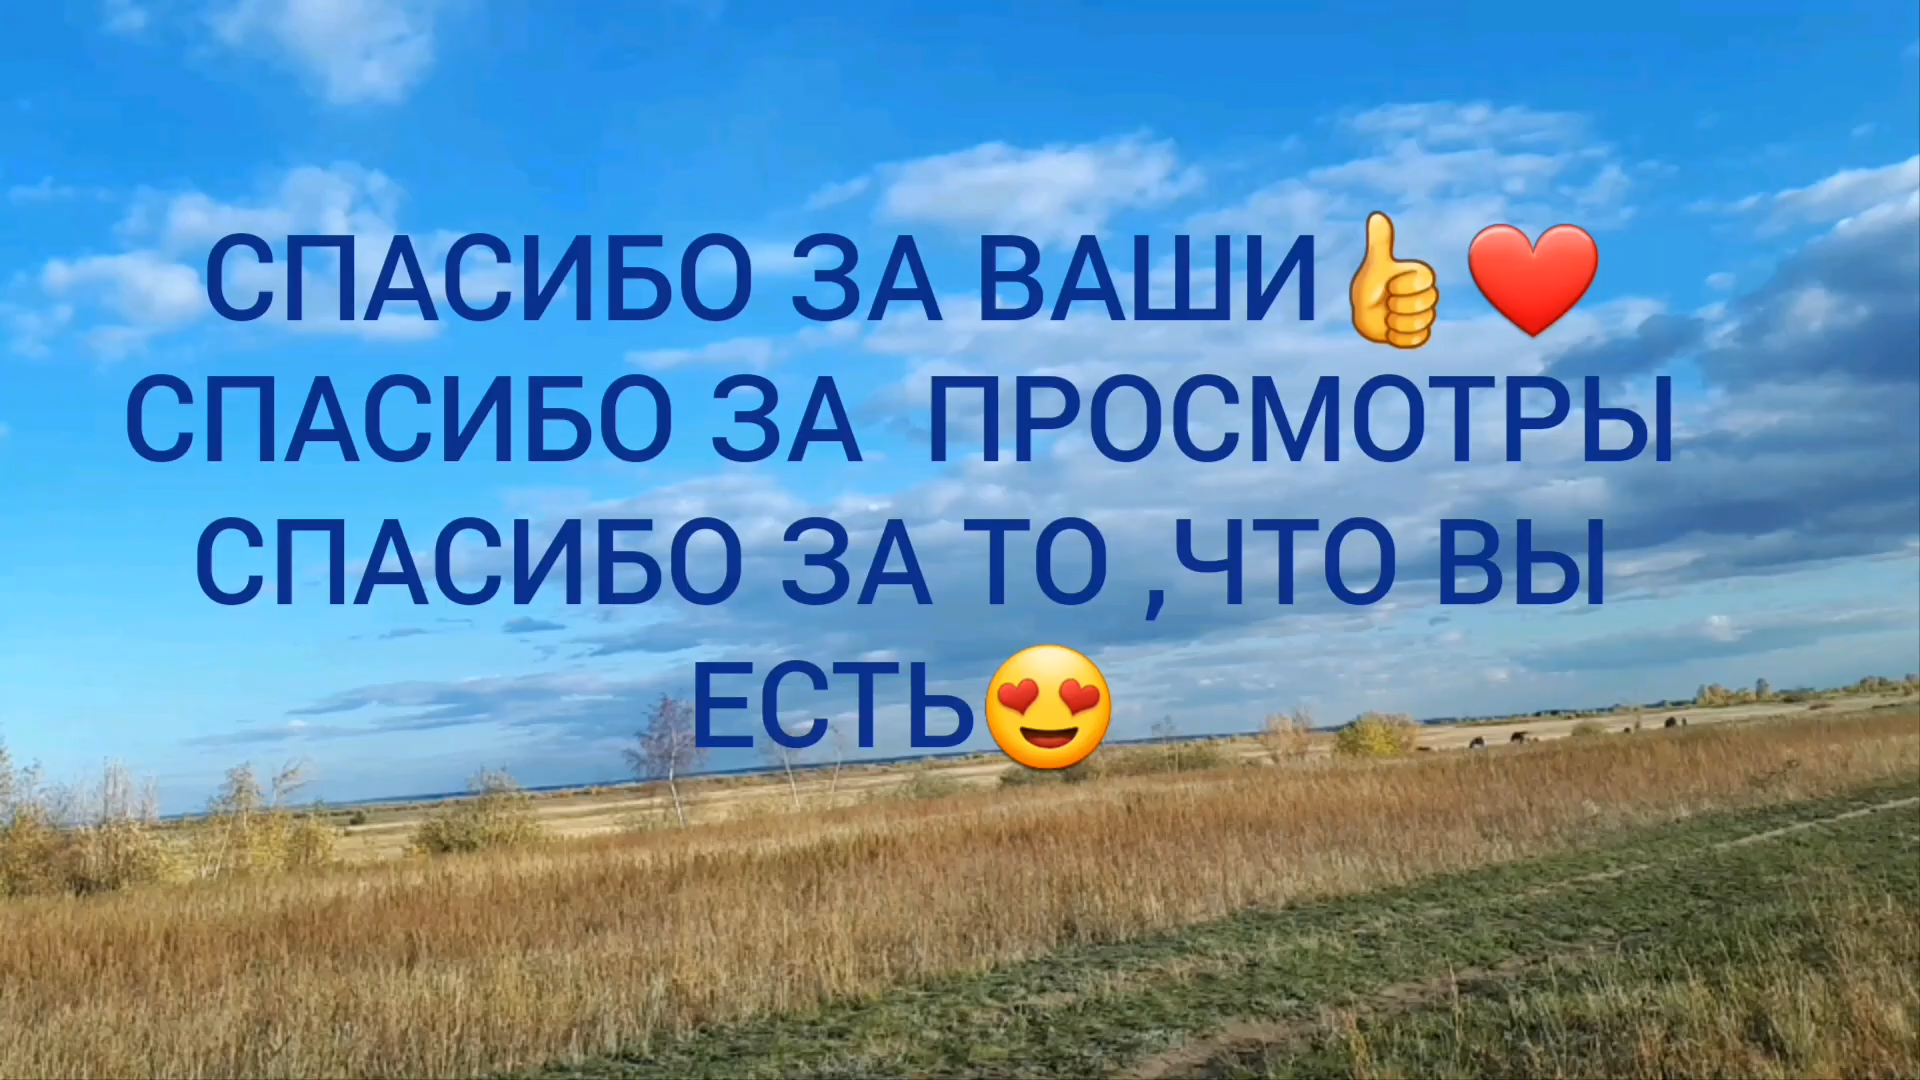 СПАСИБО ЗА ВАШИ👍❤️
СПАСИБО ЗА  ПРОСМОТРЫ
СПАСИБО ЗА ТО ,ЧТО ВЫ
ЕСТЬ😍